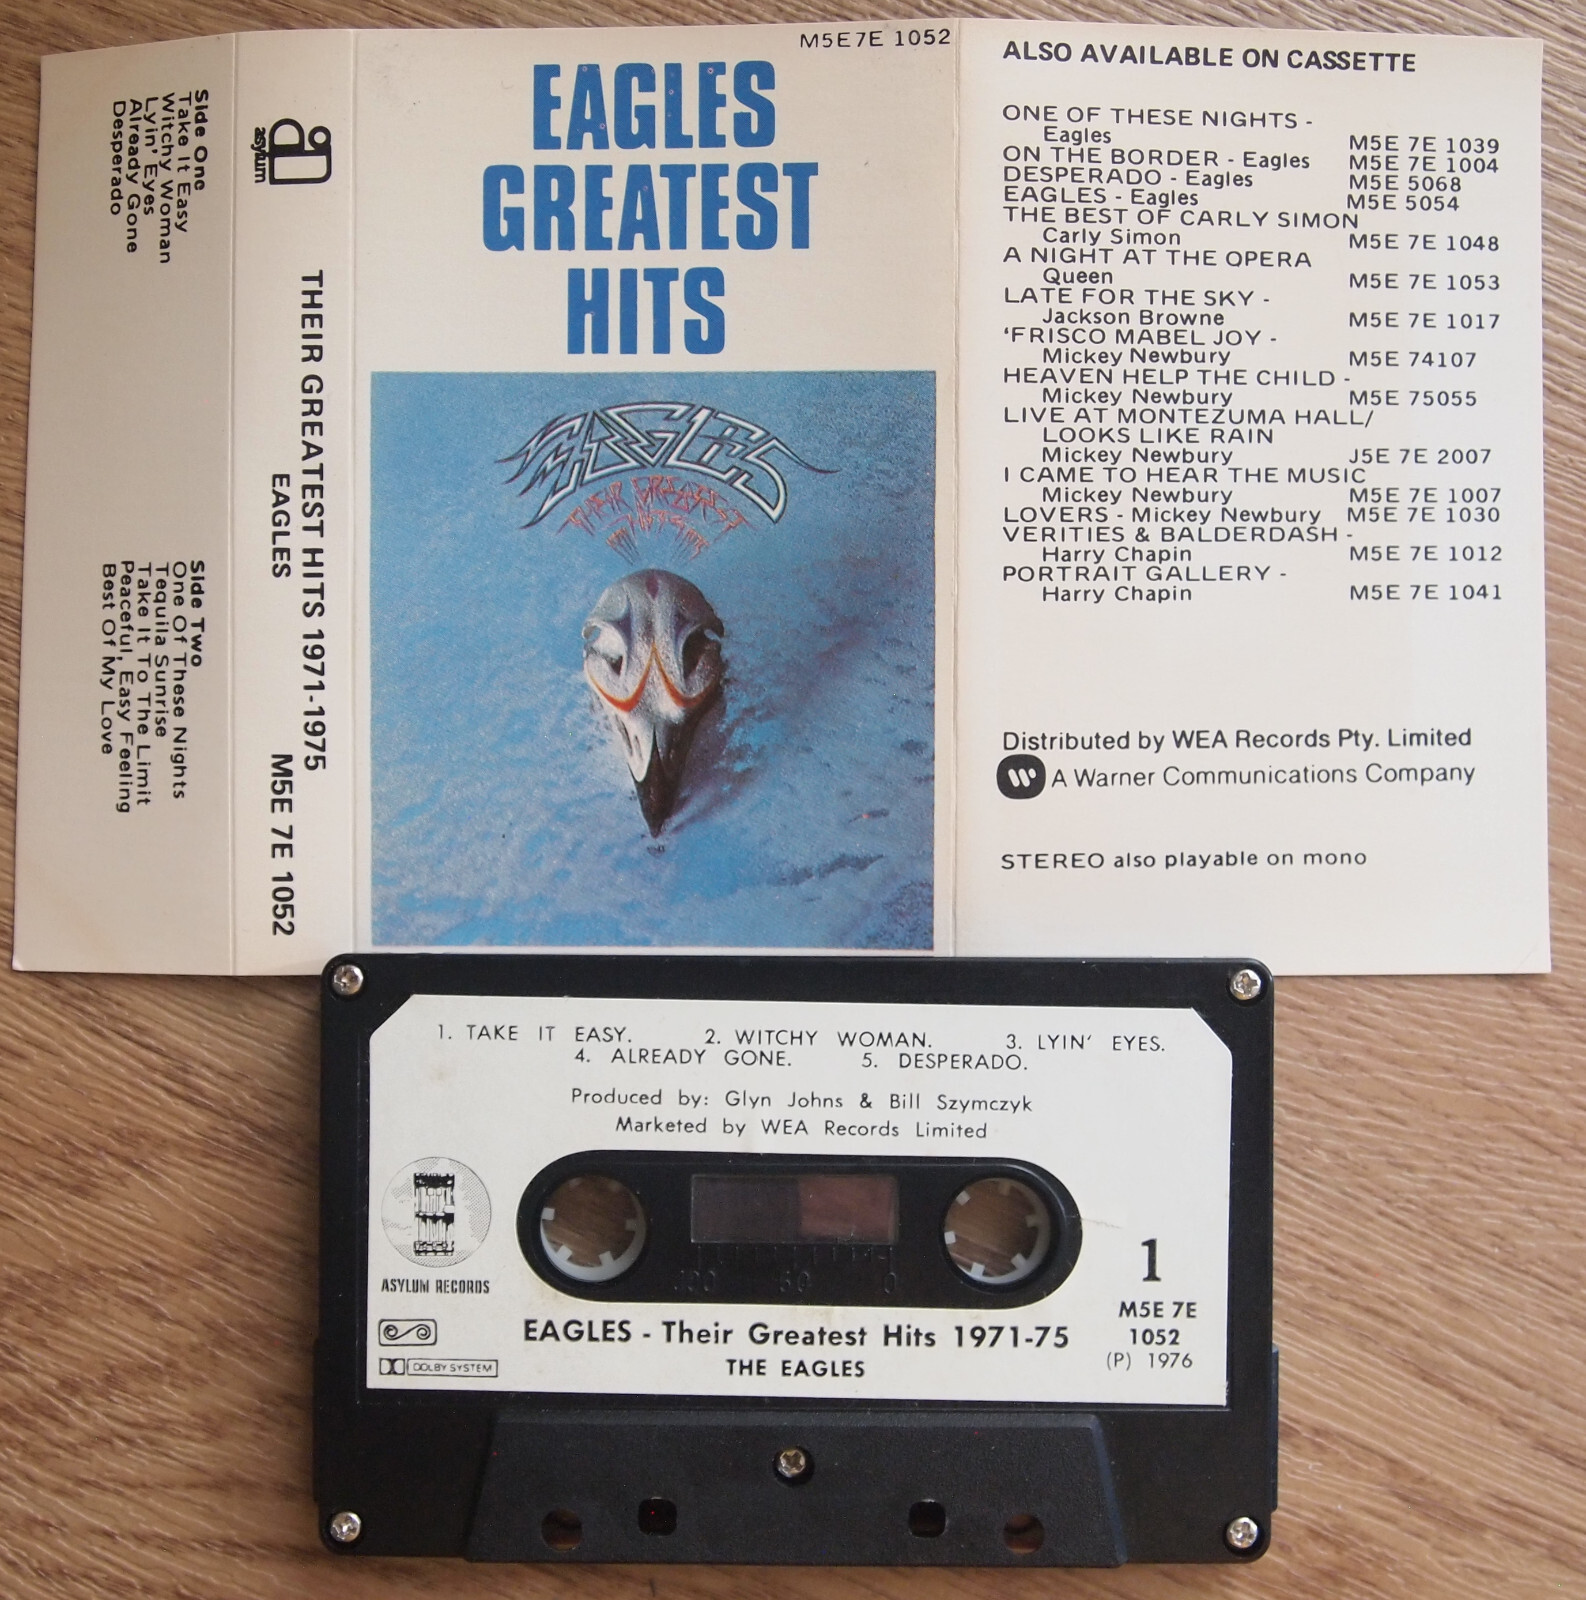 Side One
Take It Easy
Witchy Woman
Lyin' Eyes
Already Gone
Desperado
Side Two
One Of These Nights
Tequila Sunrise
Take It To The Limit
Peaceful, Easy Feeling
Best Of My Love
asylum
THEIR GREATEST HITS 1971-1975
EAGLES
M5E 7E 1052
M5E7E 1052
EAGLES
GREATEST
HITS
EAGLES
THEIR GREATEST
HITS
ALSO AVAILABLE ON CASSETTE
ONE OF THESE NIGHTS -
Eagles M5E 7E 1039
ON THE BORDER - Eagles M5E 7E 1004
DESPERADO - Eagles M5E 5068
EAGLES - Eagles M5E 5054
THE BEST OF CARLY SIMON
Carly Simon M5E 7E 1048
A NIGHT AT THE OPERA
Queen M5E 7E 1053
LATE FOR THE SKY -
Jackson Browne M5E 7E 1017
'FRISCO MABEL JOY -
Mickey Newbury M5E 74107
HEAVEN HELP THE CHILD -
Mickey Newbury M5E 75055
LIVE AT MONTEZUMA HALL/
LOOKS LIKE RAIN
Mickey Newbury J5E 7E 2007
I CAME TO HEAR THE MUSIC
Mickey Newbury M5E 7E 1007
LOVERS - Mickey Newbury M5E 7E 1030
VERITIES & BALDERDASH -
Harry Chapin M5E 7E 1012
PORTRAIT GALLERY -
Harry Chapin M5E 7E 1041
Distributed by WEA Records Pty. Limited
A Warner Communications Company
STEREO also playable on mono
1. TAKE IT EASY. 2. WITCHY WOMAN. 3. LYIN' EYES.
4. ALREADY GONE. 5. DESPERADO.
Produced by: Glyn Johns & Bill Szymczyk
Marketed by WEA Records Limited
ASYLUM RECORDS
100 50 0
1
M5E 7E
1052
(P) 1976
EAGLES - Their Greatest Hits 1971-75
THE EAGLES
DOLBY SYSTEM